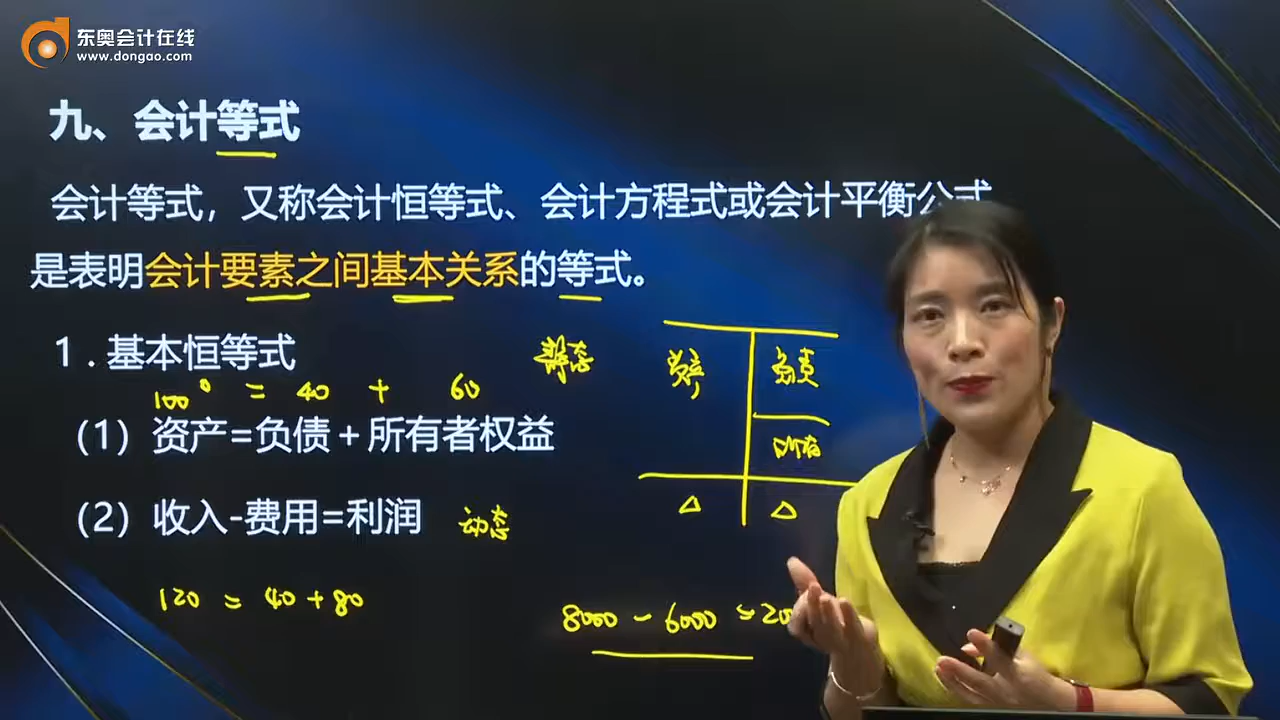 东奥会计在线
www.dongao.com
九、会计等式
会计等式，又称会计恒等式、会计方程式或会计平衡公式
是表明会计要素之间基本关系的等式。
1．基本恒等式
静态
100 = 40 + 60
（1）资产=负债＋所有者权益
（2）收入-费用=利润
动态
120 = 40 + 80
资产
负债
所有
△ △
8000 - 6000 = 20